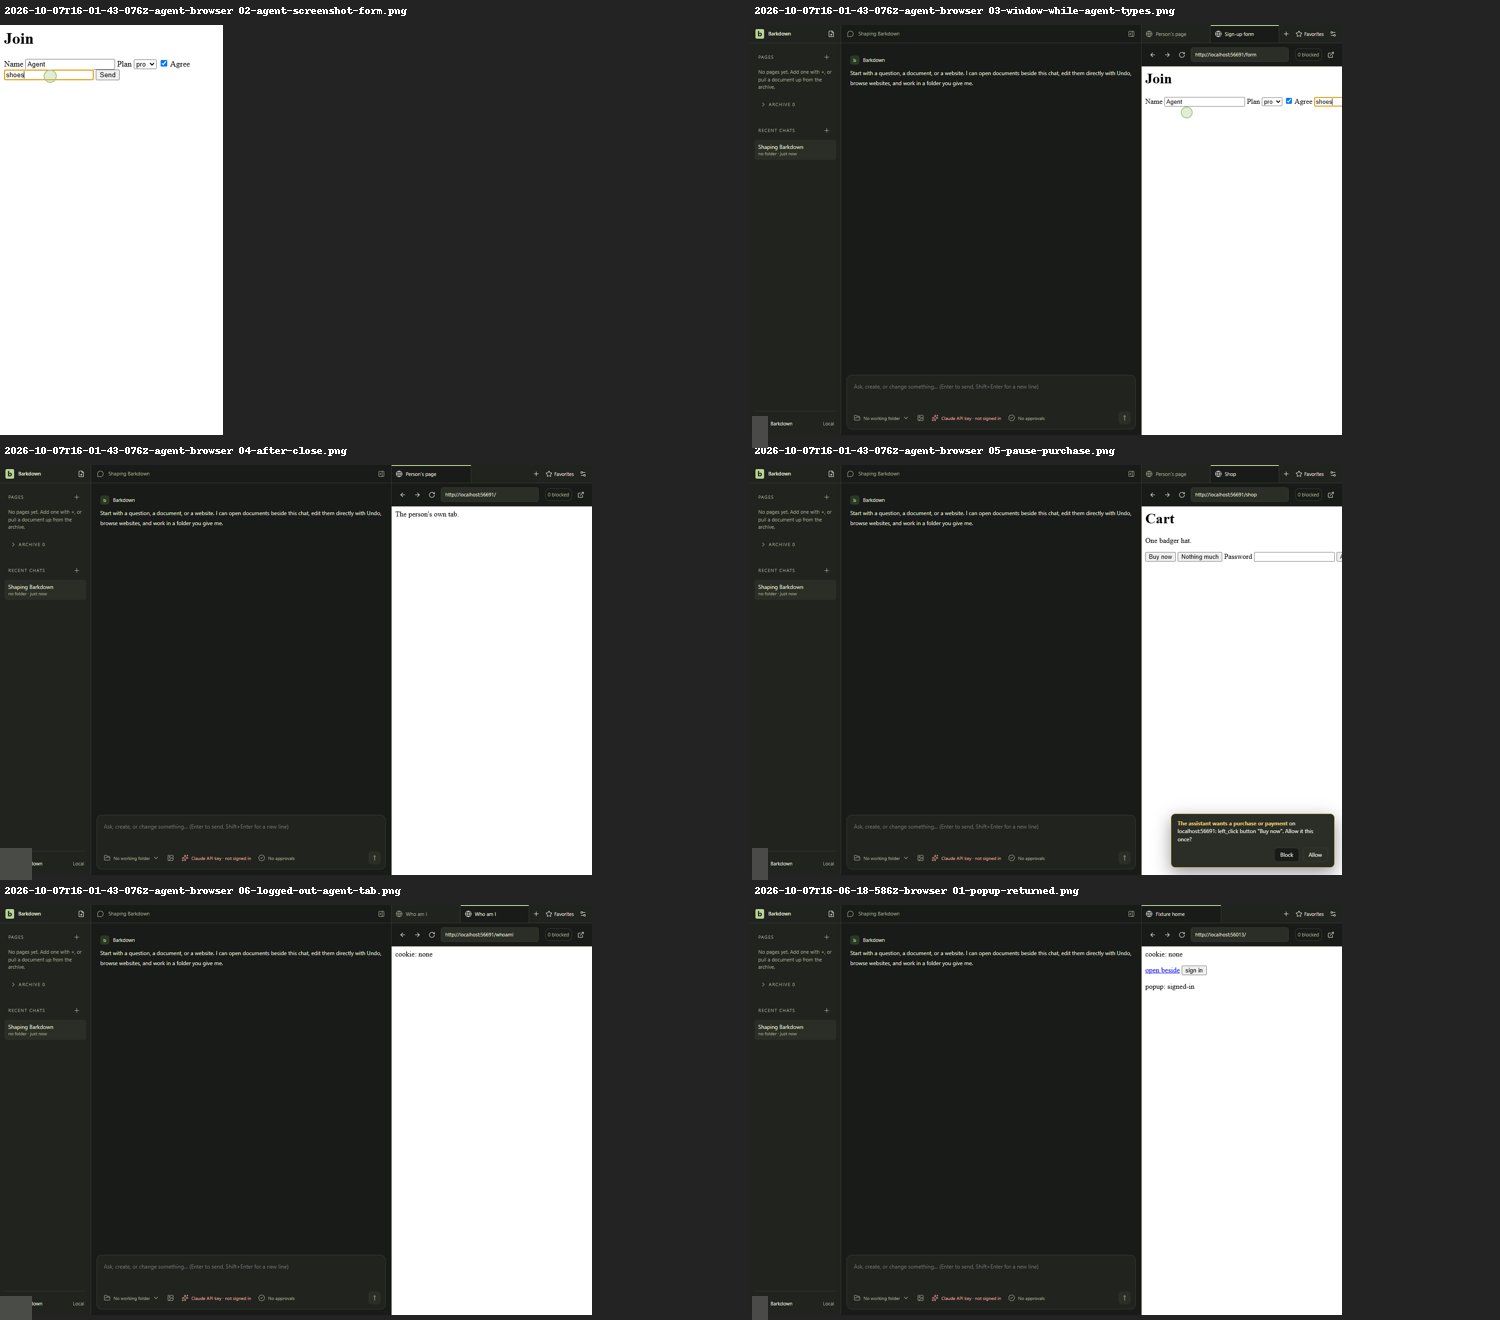 2026-10-07T16-01-43-076Z-agent-browser 02-agent-screenshot-form.png
Join
Name Agent Plan pro Agree
shoes Send
2026-10-07T16-01-43-076Z-agent-browser 03-window-while-agent-types.png
Barkdown
Shaping Barkdown
Person's page
Sign-up form
Favorites
PAGES
No pages yet. Add one with +, or
pull a document up from the
archive.
ARCHIVE 0
RECENT CHATS
Shaping Barkdown
no folder · just now
Barkdown
Start with a question, a document, or a website. I can open documents beside this chat, edit them directly with Undo,
browse websites, and work in a folder you give me.
http://localhost:56691/form
0 blocked
Join
Name Agent Plan pro Agree shoes
Ask, create, or change something... (Enter to send, Shift+Enter for a new line)
No working folder
Claude API key · not signed in
No approvals
Barkdown
Local
2026-10-07T16-01-43-076Z-agent-browser 04-after-close.png
Barkdown
Shaping Barkdown
Person's page
Favorites
PAGES
No pages yet. Add one with +, or
pull a document up from the
archive.
ARCHIVE 0
RECENT CHATS
Shaping Barkdown
no folder · just now
Barkdown
Start with a question, a document, or a website. I can open documents beside this chat, edit them directly with Undo,
browse websites, and work in a folder you give me.
http://localhost:56691/
0 blocked
The person's own tab.
Ask, create, or change something... (Enter to send, Shift+Enter for a new line)
No working folder
Claude API key · not signed in
No approvals
Local
2026-10-07T16-01-43-076Z-agent-browser 05-pause-purchase.png
Barkdown
Shaping Barkdown
Person's page
Shop
Favorites
PAGES
No pages yet. Add one with +, or
pull a document up from the
archive.
ARCHIVE 0
RECENT CHATS
Shaping Barkdown
no folder · just now
Barkdown
Start with a question, a document, or a website. I can open documents beside this chat, edit them directly with Undo,
browse websites, and work in a folder you give me.
http://localhost:56691/shop
0 blocked
Cart
One badger hat.
Buy now Nothing much Password
The assistant wants a purchase or payment on
localhost:56691: left_click button "Buy now". Allow it this
once?
Block Allow
Ask, create, or change something... (Enter to send, Shift+Enter for a new line)
No working folder
Claude API key · not signed in
No approvals
Barkdown
Local
2026-10-07T16-01-43-076Z-agent-browser 06-logged-out-agent-tab.png
Barkdown
Shaping Barkdown
Who am I
Who am I
Favorites
PAGES
No pages yet. Add one with +, or
pull a document up from the
archive.
ARCHIVE 0
RECENT CHATS
Shaping Barkdown
no folder · just now
Barkdown
Start with a question, a document, or a website. I can open documents beside this chat, edit them directly with Undo,
browse websites, and work in a folder you give me.
http://localhost:56691/whoami
0 blocked
cookie: none
Ask, create, or change something... (Enter to send, Shift+Enter for a new line)
No working folder
Claude API key · not signed in
No approvals
Local
2026-10-07T16-06-18-586Z-browser 01-popup-returned.png
Barkdown
Shaping Barkdown
Fixture home
Favorites
PAGES
No pages yet. Add one with +, or
pull a document up from the
archive.
ARCHIVE 0
RECENT CHATS
Shaping Barkdown
no folder · just now
Barkdown
Start with a question, a document, or a website. I can open documents beside this chat, edit them directly with Undo,
browse websites, and work in a folder you give me.
http://localhost:56013/
0 blocked
cookie: none
open beside sign in
popup: signed-in
Ask, create, or change something... (Enter to send, Shift+Enter for a new line)
No working folder
Claude API key · not signed in
No approvals
Barkdown
Local